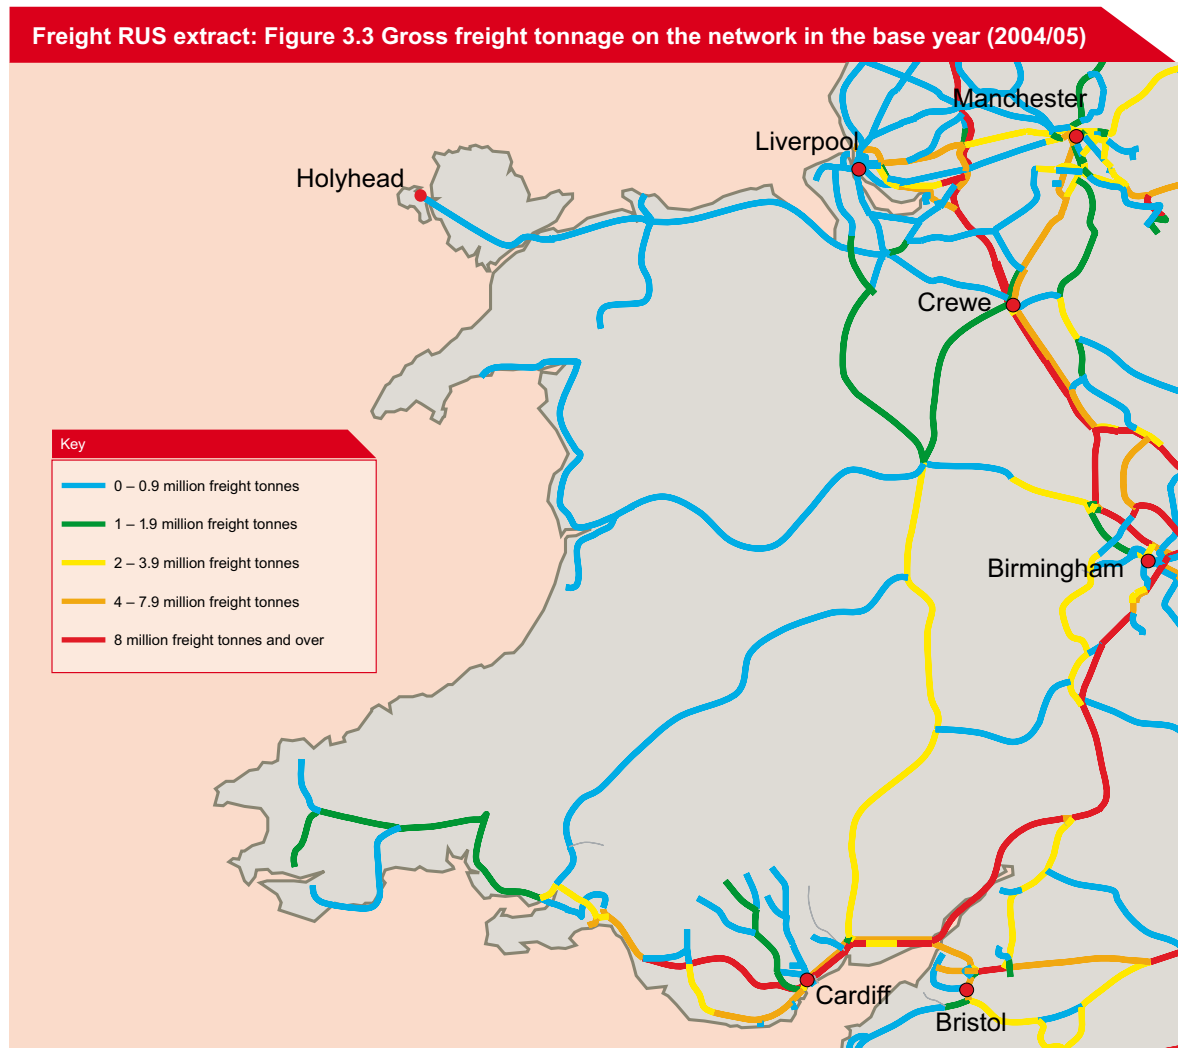 Freight RUS extract: Figure 3.3 Gross freight tonnage on the network in the base year (2004/05)
Manchester
Liverpool
Holyhead
Crewe
Key
0 – 0.9 million freight tonnes
1 – 1.9 million freight tonnes
2 – 3.9 million freight tonnes
4 – 7.9 million freight tonnes
8 million freight tonnes and over
Birmingham
Cardiff
Bristol